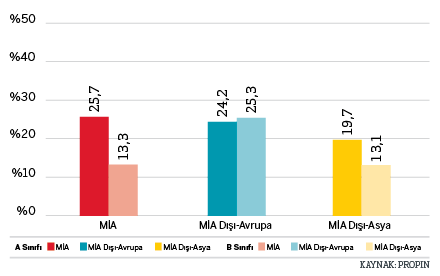 %50
%40
%30
%20
%10
%0
25,7
13,3
24,2
25,3
19,7
13,1
MİA
MİA Dışı-Avrupa
MİA Dışı-Asya
A Sınıfı MİA MİA Dışı-Avrupa MİA Dışı-Asya B Sınıfı MİA MİA Dışı-Avrupa MİA Dışı-Asya
KAYNAK: PROPIN